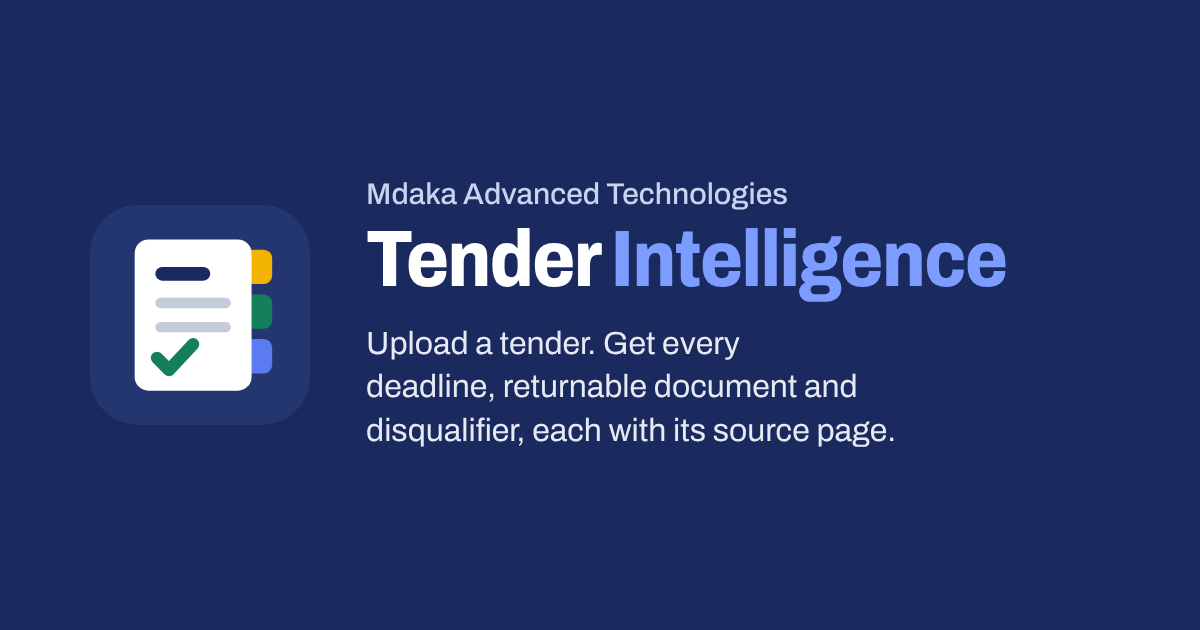 Mdaka Advanced Technologies
Tender Intelligence
Upload a tender. Get every
deadline, returnable document and
disqualifier, each with its source page.